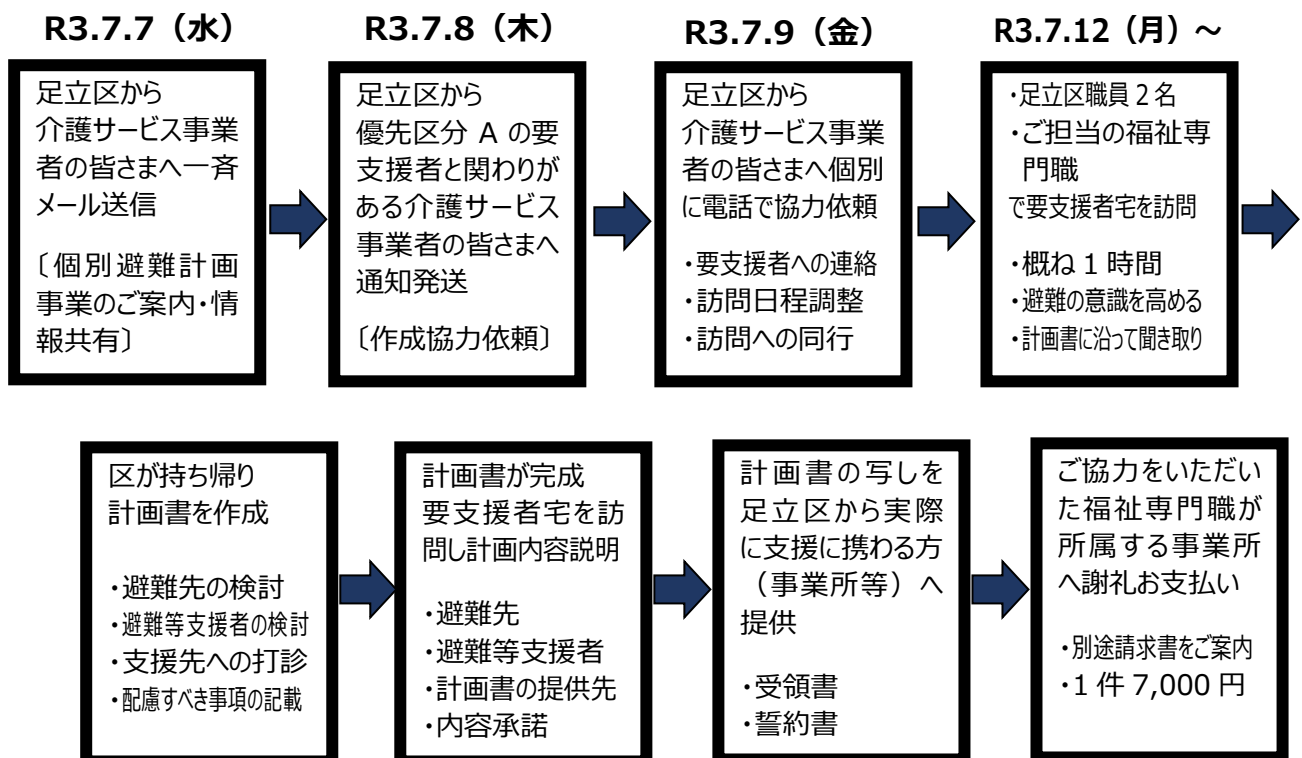 R3.7.7（水）
足立区から
介護サービス事業
者の皆さまへ一斉
メール送信
〔個別避難計画
事業のご案内・情
報共有〕
R3.7.8（木）
足立区から
優先区分 A の要
支援者と関わりが
ある介護サービス
事業者の皆さまへ
通知発送
〔作成協力依頼〕
R3.7.9（金）
足立区から
介護サービス事業
者の皆さまへ個別
に電話で協力依頼
・要支援者への連絡
・訪問日程調整
・訪問への同行
R3.7.12（月）～
・足立区職員 2 名
・ご担当の福祉専
門職
で要支援者宅を訪問
・概ね 1 時間
・避難の意識を高める
・計画書に沿って聞き取り
区が持ち帰り
計画書を作成
・避難先の検討
・避難等支援者の検討
・支援先への打診
・配慮すべき事項の記載
計画書が完成
要支援者宅を訪
問し計画内容説明
・避難先
・避難等支援者
・計画書の提供先
・内容承諾
計画書の写しを
足立区から実際
に支援に携わる方
（事業所等）へ
提供
・受領書
・誓約書
ご協力をいただい
た福祉専門職が
所属する事業所
へ謝礼お支払い
・別途請求書をご案内
・1 件 7,000 円